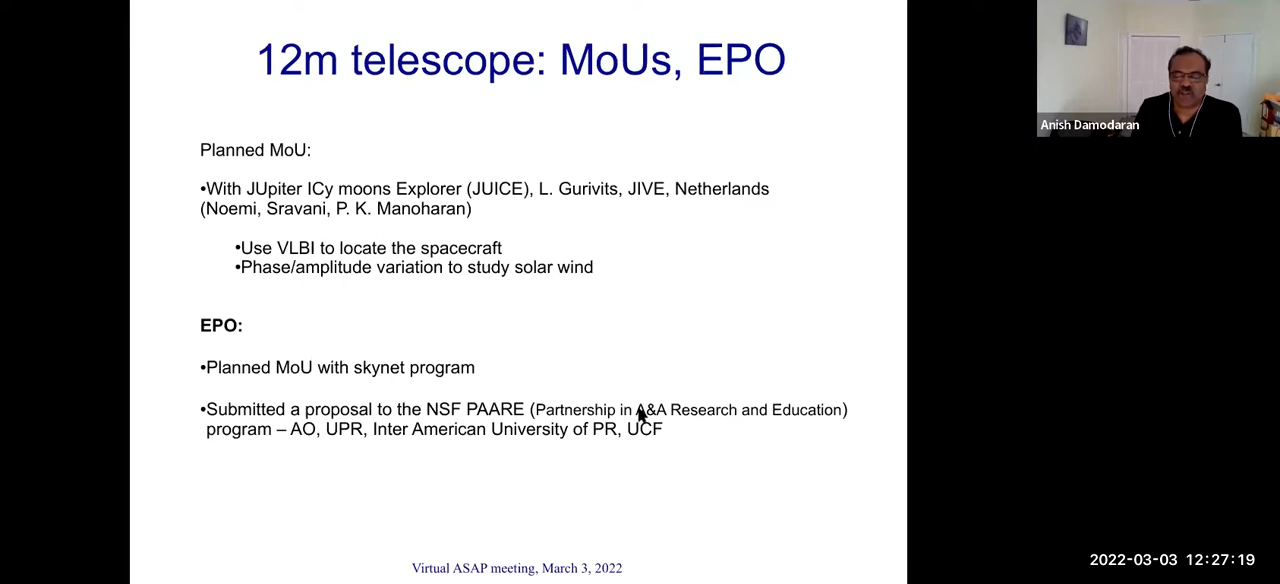 12m telescope: MoUs, EPO
Planned MoU:
•With JUpiter ICy moons Explorer (JUICE), L. Gurivits, JIVE, Netherlands
(Noemi, Sravani, P. K. Manoharan)
•Use VLBI to locate the spacecraft
•Phase/amplitude variation to study solar wind
EPO:
•Planned MoU with skynet program
•Submitted a proposal to the NSF PAARE (Partnership in A&A Research and Education)
program – AO, UPR, Inter American University of PR, UCF
Virtual ASAP meeting, March 3, 2022
Anish Damodaran
2022-03-03 12:27:19